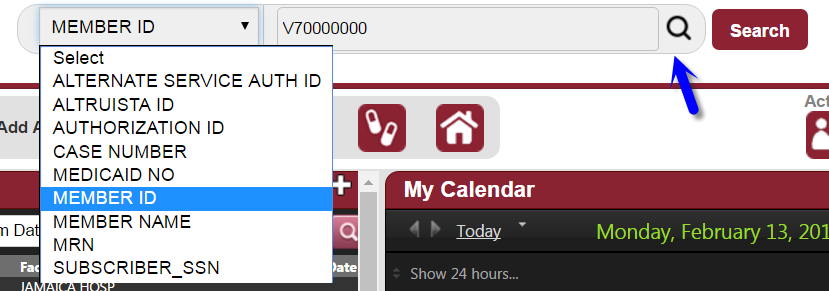 MEMBER ID V70000000 Search
Select
ALTERNATE SERVICE AUTH ID
ALTRUISTA ID
AUTHORIZATION ID
CASE NUMBER
MEDICAID NO
MEMBER ID
MEMBER NAME
MRN
SUBSCRIBER_SSN
Add A
Act
My Calendar
m Dat
Today Monday, February 13, 201
Fac Date
Show 24 hours...
JAMAICA HOSP